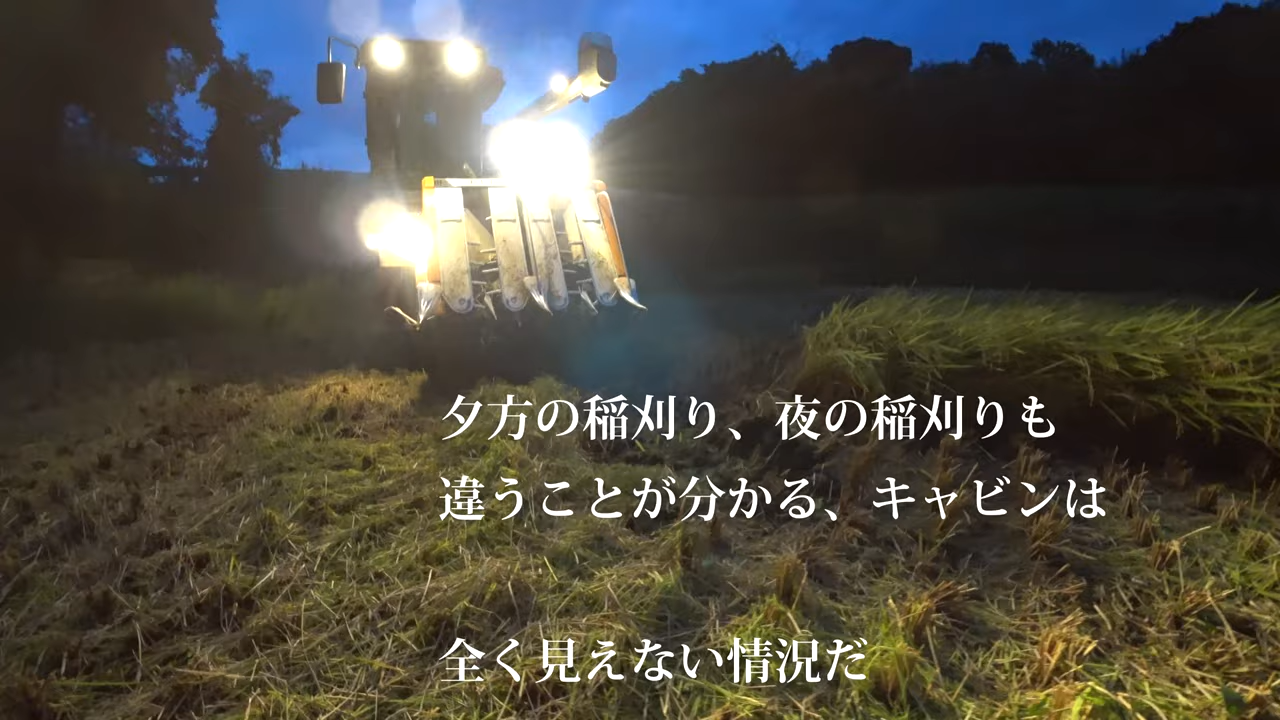 夕方の稲刈り、夜の稲刈りも
違うことが分かる、キャビンは
全く見えない情況だ